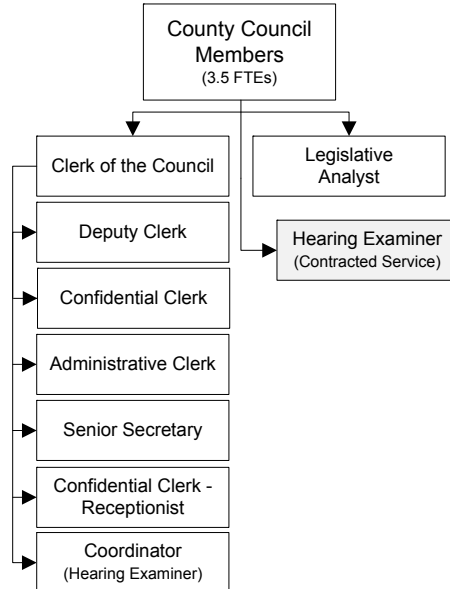 County Council
Members
(3.5 FTEs)
Clerk of the Council
Legislative
Analyst
Deputy Clerk
Hearing Examiner
(Contracted Service)
Confidential Clerk
Administrative Clerk
Senior Secretary
Confidential Clerk -
Receptionist
Coordinator
(Hearing Examiner)